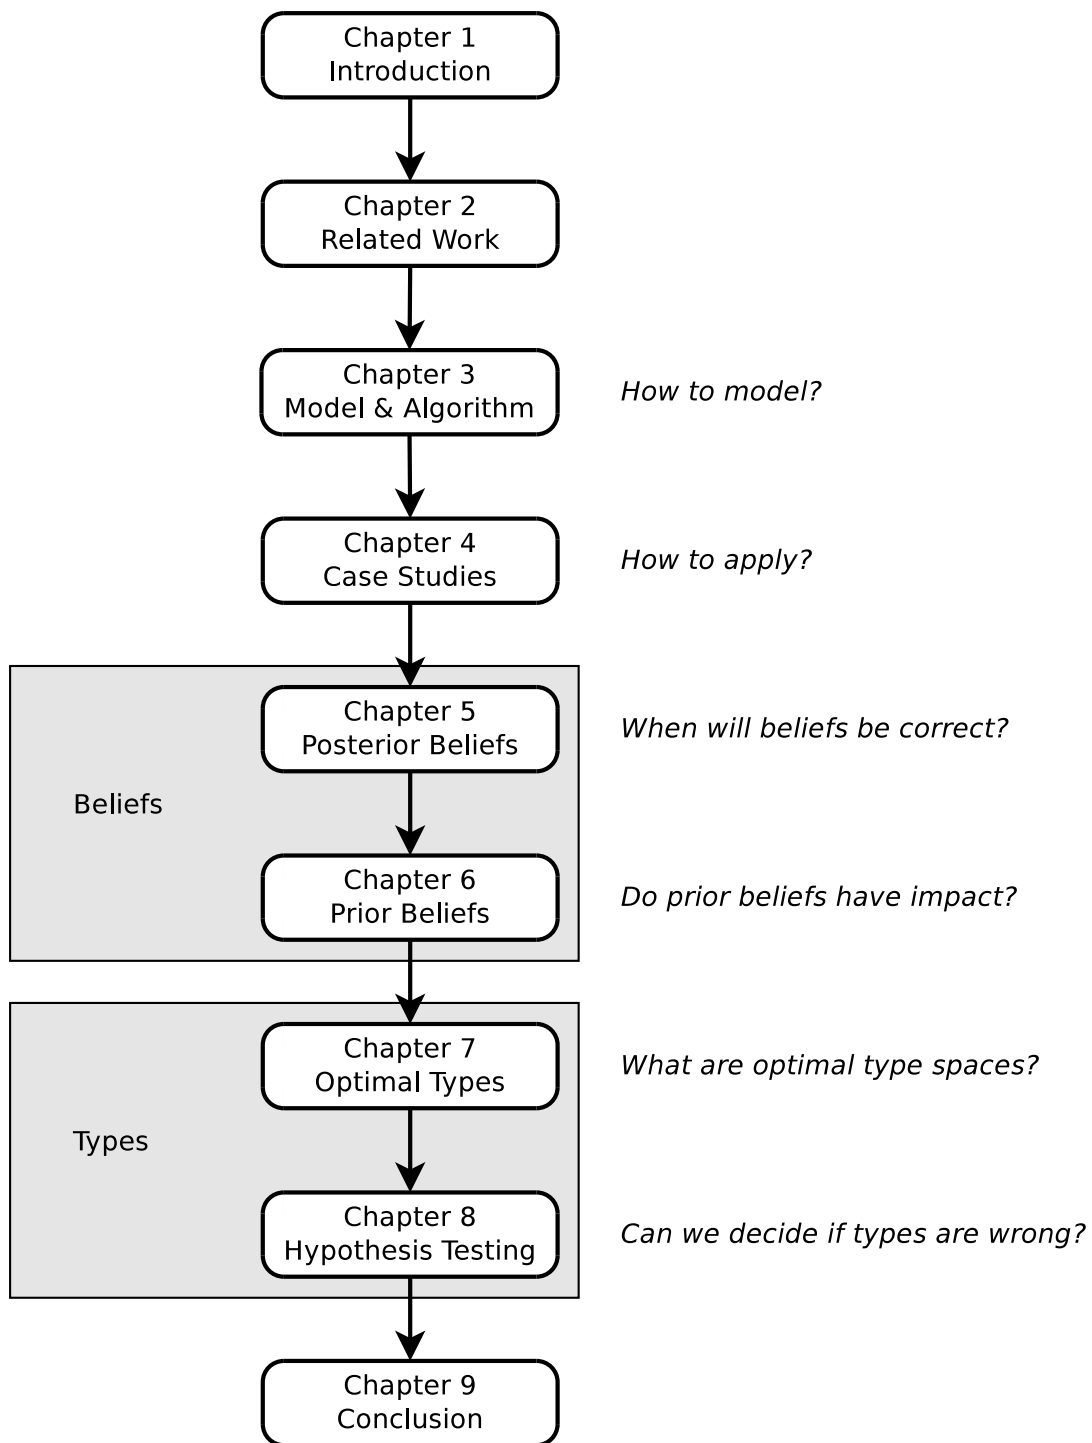 Chapter 1
Introduction
Chapter 2
Related Work
Chapter 3
Model & Algorithm
How to model?
Chapter 4
Case Studies
How to apply?
Chapter 5
Posterior Beliefs
When will beliefs be correct?
Beliefs
Chapter 6
Prior Beliefs
Do prior beliefs have impact?
Chapter 7
Optimal Types
What are optimal type spaces?
Types
Chapter 8
Hypothesis Testing
Can we decide if types are wrong?
Chapter 9
Conclusion